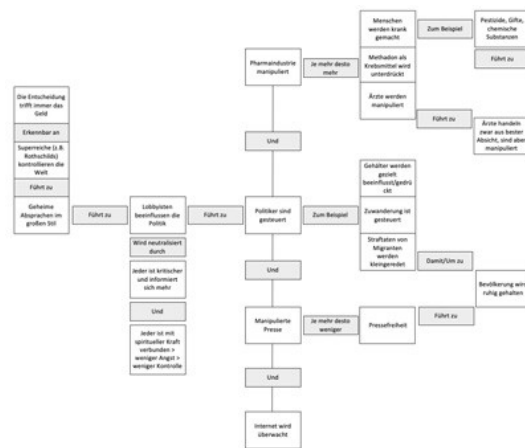 Menschen
werden krank
gemacht
Zum Beispiel
Pestizide, Gifte,
chemische
Substanzen
Pharmaindustrie
manipuliert
Je mehr desto
mehr
Methadon als
Krebsmittel wird
unterdrückt
Führt zu
Ärzte werden
manipuliert
Führt zu
Ärzte handeln
zwar aus bester
Absicht, sind aber
manipuliert
Die Entscheidung
trifft immer das
Geld
Erkennbar an
Superreiche (z.B.
Rothschilds)
kontrollieren die
Welt
Führt zu
Geheime
Absprachen im
großen Stil
Führt zu
Lobbyisten
beeinflussen die
Politik
Führt zu
Und
Politiker sind
gesteuert
Zum Beispiel
Gehälter werden
gezielt
beeinflusst/gedrü
ckt
Zuwanderung ist
gesteuert
Straftaten von
Migranten
werden
kleingeredet
Damit/Um zu
Bevölkerung wird
ruhig gehalten
Wird neutralisiert
durch
Jeder ist kritischer
und informiert
sich mehr
Und
Jeder ist mit
spiritueller Kraft
verbunden >
weniger Angst >
weniger Kontrolle
Und
Manipulierte
Presse
Je mehr desto
weniger
Pressefreiheit
Führt zu
Und
Internet wird
überwacht